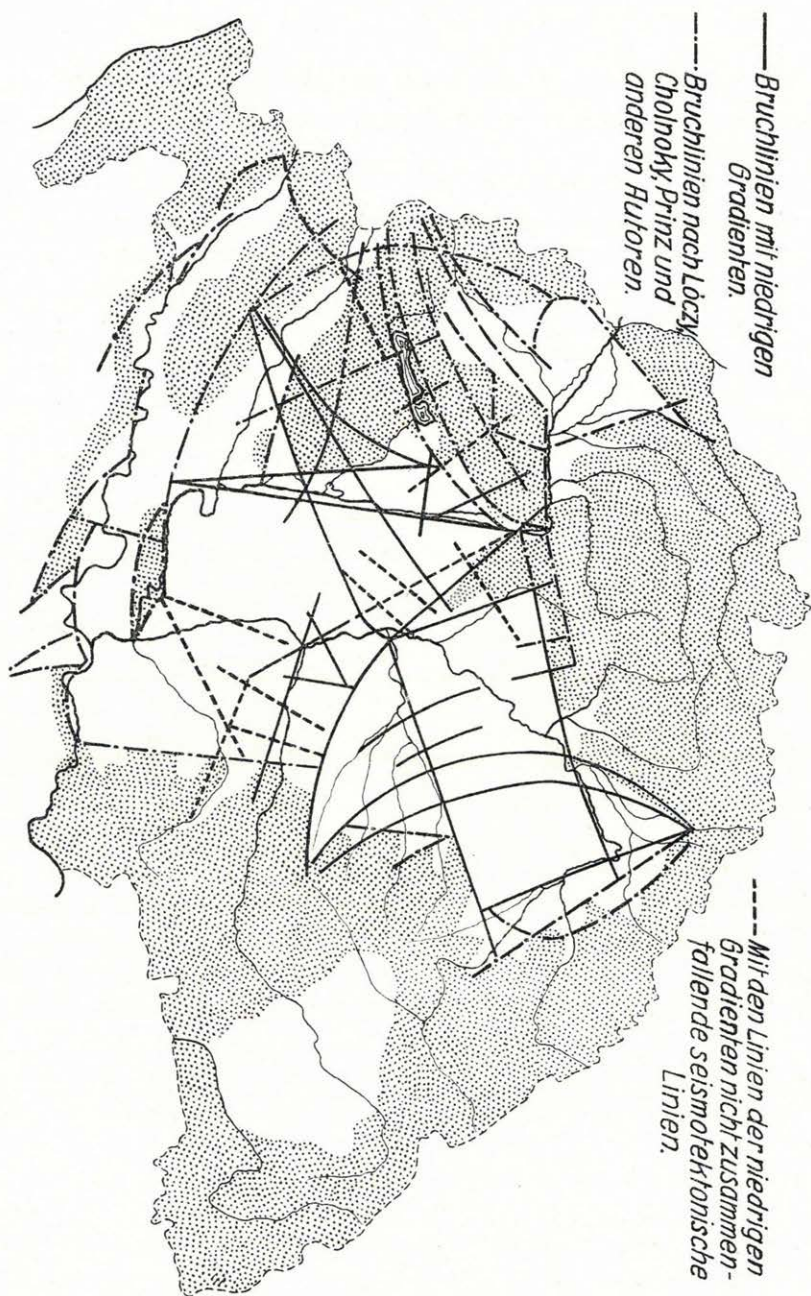 Bruchlinien mit niedrigen
Gradienten.
Bruchlinien nach Lóczy,
Cholnoky, Prinz und
anderen Autoren.
Mit den Linien der niedrigen
Gradienten nicht zusammen-
fallende seismotektonische
Linien.